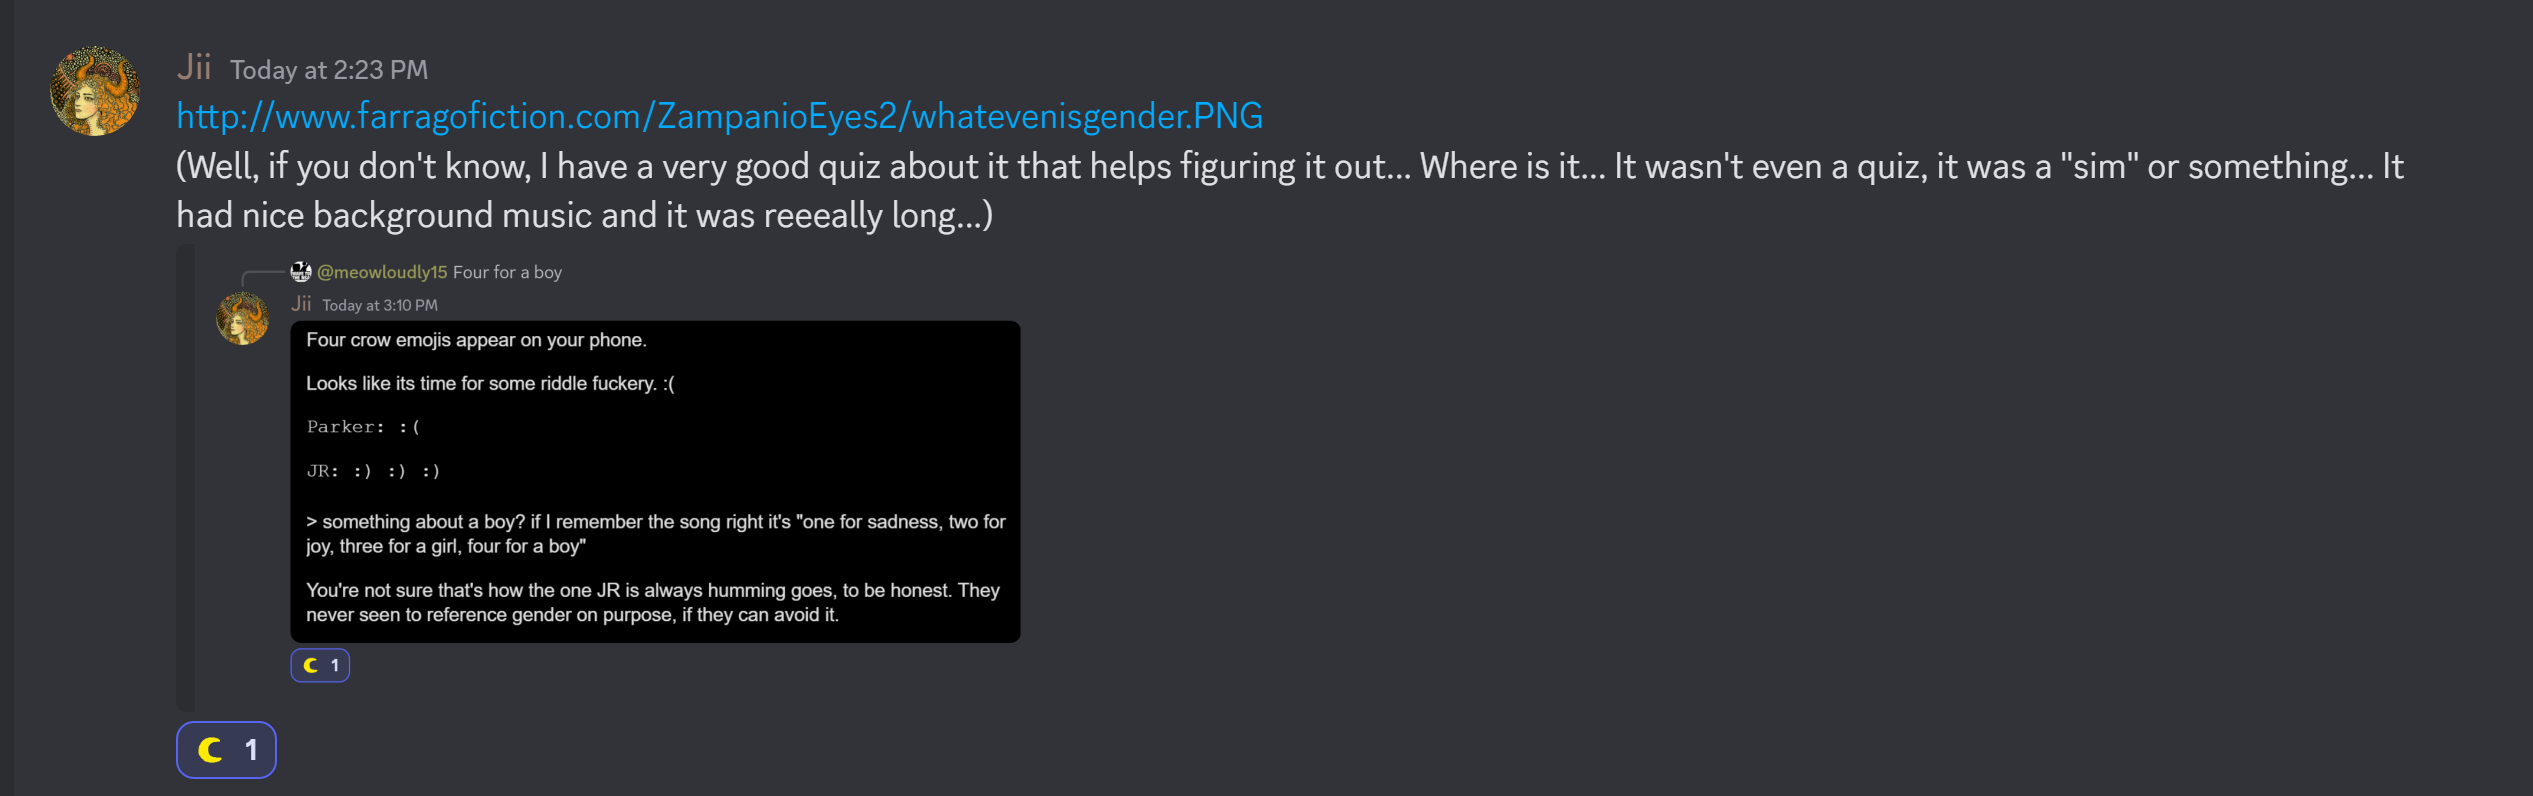 Jii Today at 2:23 PM
http://www.farragofiction.com/ZampanioEyes2/whatevenisgender.PNG
(Well, if you don't know, I have a very good quiz about it that helps figuring it out... Where is it... It wasn't even a quiz, it was a "sim" or something... It
had nice background music and it was reeeally long...)
@meowloudly15 Four for a boy
Jii Today at 3:10 PM
Four crow emojis appear on your phone.
Looks like its time for some riddle fuckery. :(
Parker: :(
JR: :) :) :)
> something about a boy? if I remember the song right it's "one for sadness, two for
joy, three for a girl, four for a boy"
You're not sure that's how the one JR is always humming goes, to be honest. They
never seen to reference gender on purpose, if they can avoid it.
1
1